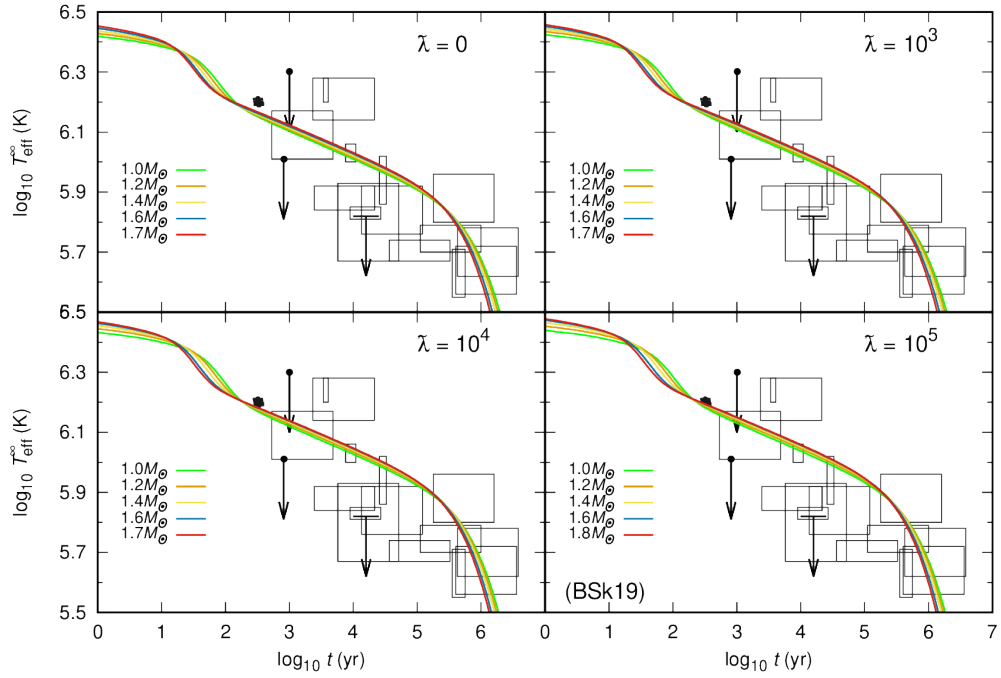 6.5
6.3
6.1
5.9
5.7
6.5
log₁₀ T∞eff (K)
λ̃ = 0
1.0M⊙
1.2M⊙
1.4M⊙
1.6M⊙
1.7M⊙
λ̃ = 10³
1.0M⊙
1.2M⊙
1.4M⊙
1.6M⊙
1.7M⊙
6.3
6.1
5.9
5.7
5.5
log₁₀ T∞eff (K)
λ̃ = 10⁴
1.0M⊙
1.2M⊙
1.4M⊙
1.6M⊙
1.7M⊙
λ̃ = 10⁵
1.0M⊙
1.2M⊙
1.4M⊙
1.6M⊙
1.8M⊙
(BSk19)
0 1 2 3 4 5 6 0 1 2 3 4 5 6 7
log₁₀ t (yr) log₁₀ t (yr)